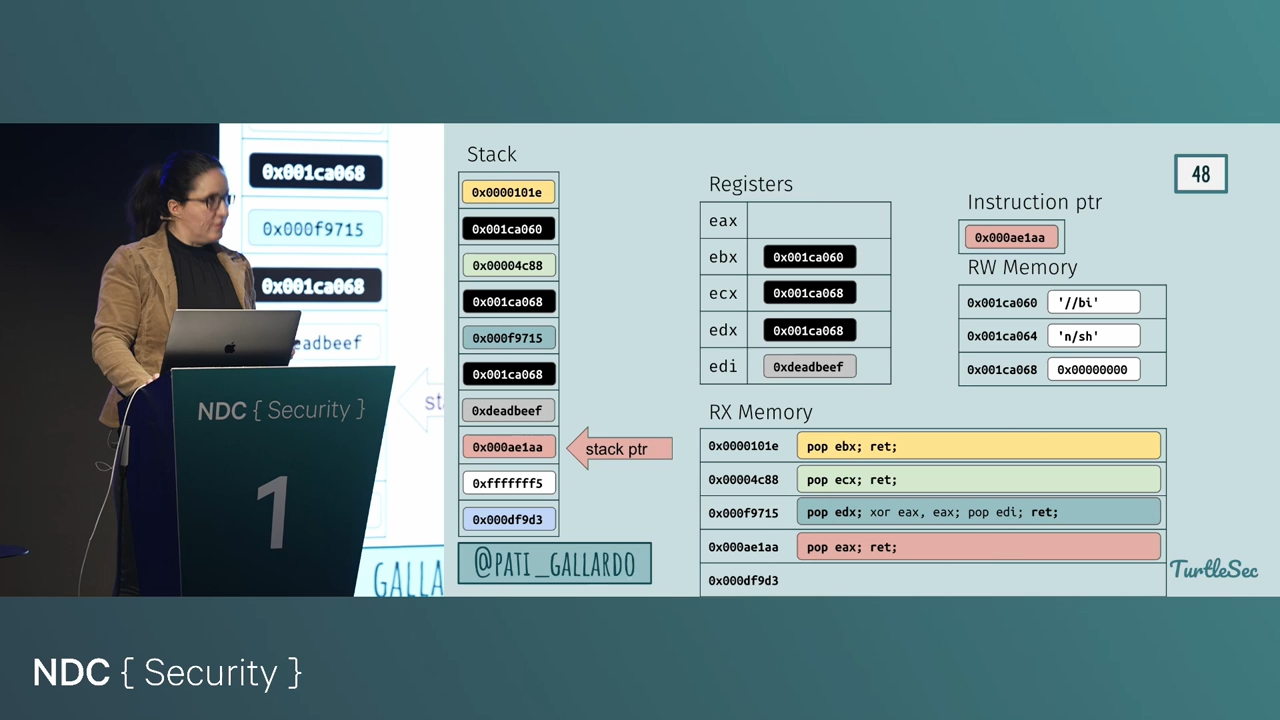 0x001ca068
0x000f9715
0x001ca068
eadbeef
st
GALLA
NDC { Security }
1
Stack
0x0000101e
0x001ca060
0x00004c88
0x001ca068
0x000f9715
0x001ca068
0xdeadbeef
0x000ae1aa
stack ptr
0xfffffff5
0x000df9d3
@PATI_GALLARDO
Registers
eax
ebx 0x001ca060
ecx 0x001ca068
edx 0x001ca068
edi 0xdeadbeef
48
Instruction ptr
0x000ae1aa
RW Memory
0x001ca060 '//bi'
0x001ca064 'n/sh'
0x001ca068 0x00000000
RX Memory
0x0000101e pop ebx; ret;
0x00004c88 pop ecx; ret;
0x000f9715 pop edx; xor eax, eax; pop edi; ret;
0x000ae1aa pop eax; ret;
0x000df9d3
TurtleSec
NDC { Security }